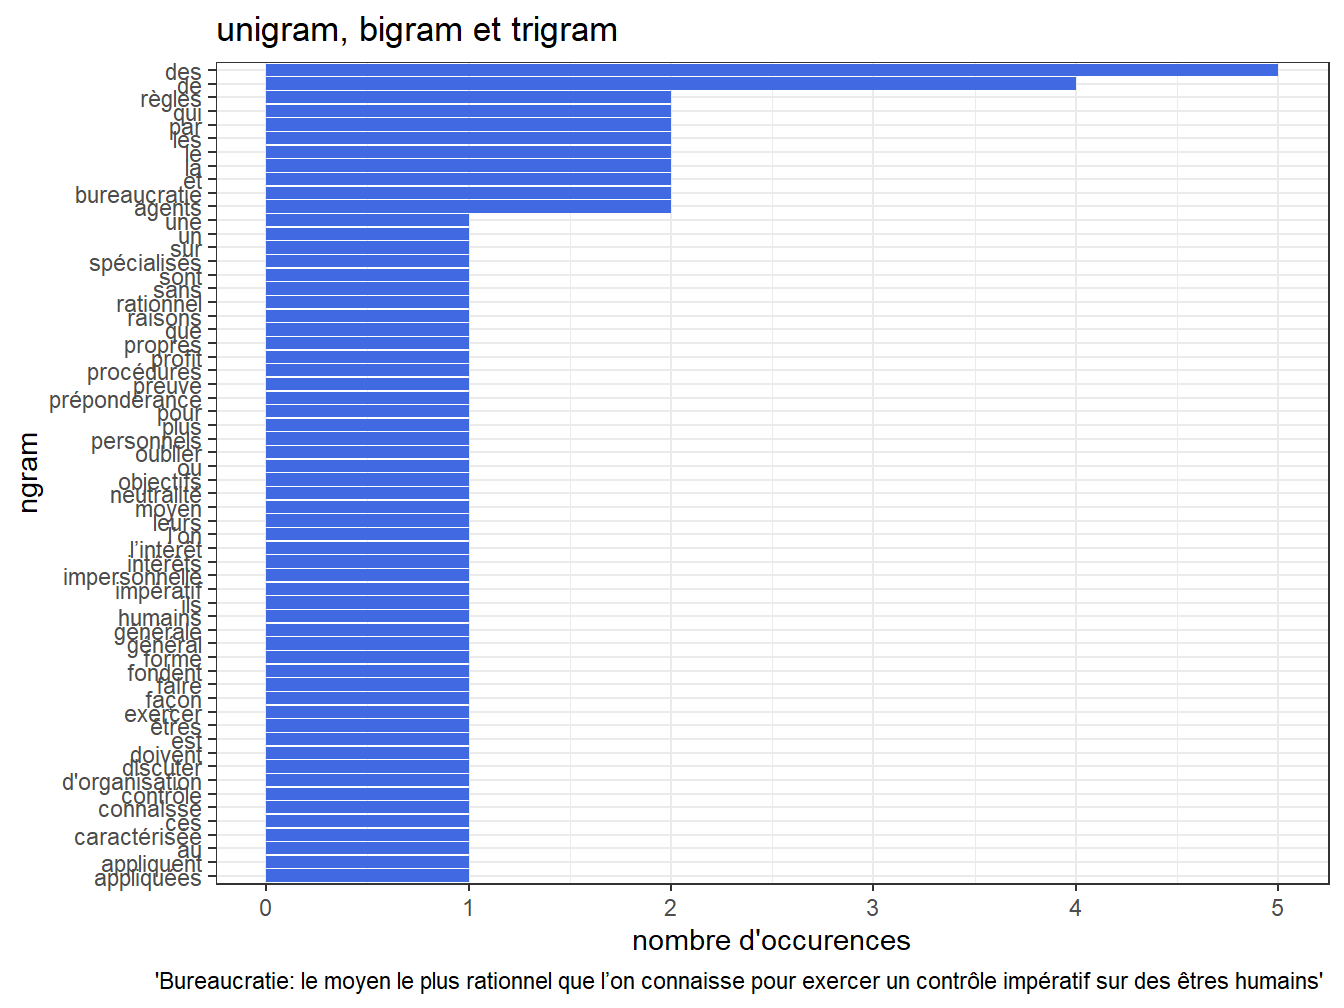 unigram, bigram et trigram
des
de
règles
qui
par
les
le
la
et
bureaucratie
agents
une
un
sur
spécialisés
sont
sans
rationnel
raisons
que
propres
profit
procédures
preuve
prépondérance
pour
plus
personnels
oublier
ou
objectifs
neutralité
moyen
leurs
l'on
l’intérêt
intérêts
impersonnelle
impératif
ils
humains
générale
général
forme
fondent
faire
façon
exercer
êtres
est
doivent
discuter
d'organisation
contrôle
connaisse
ces
caractérisée
au
appliquent
appliquées
ngram
0 1 2 3 4 5
nombre d'occurences
'Bureaucratie: le moyen le plus rationnel que l’on connaisse pour exercer un contrôle impératif sur des êtres humains'